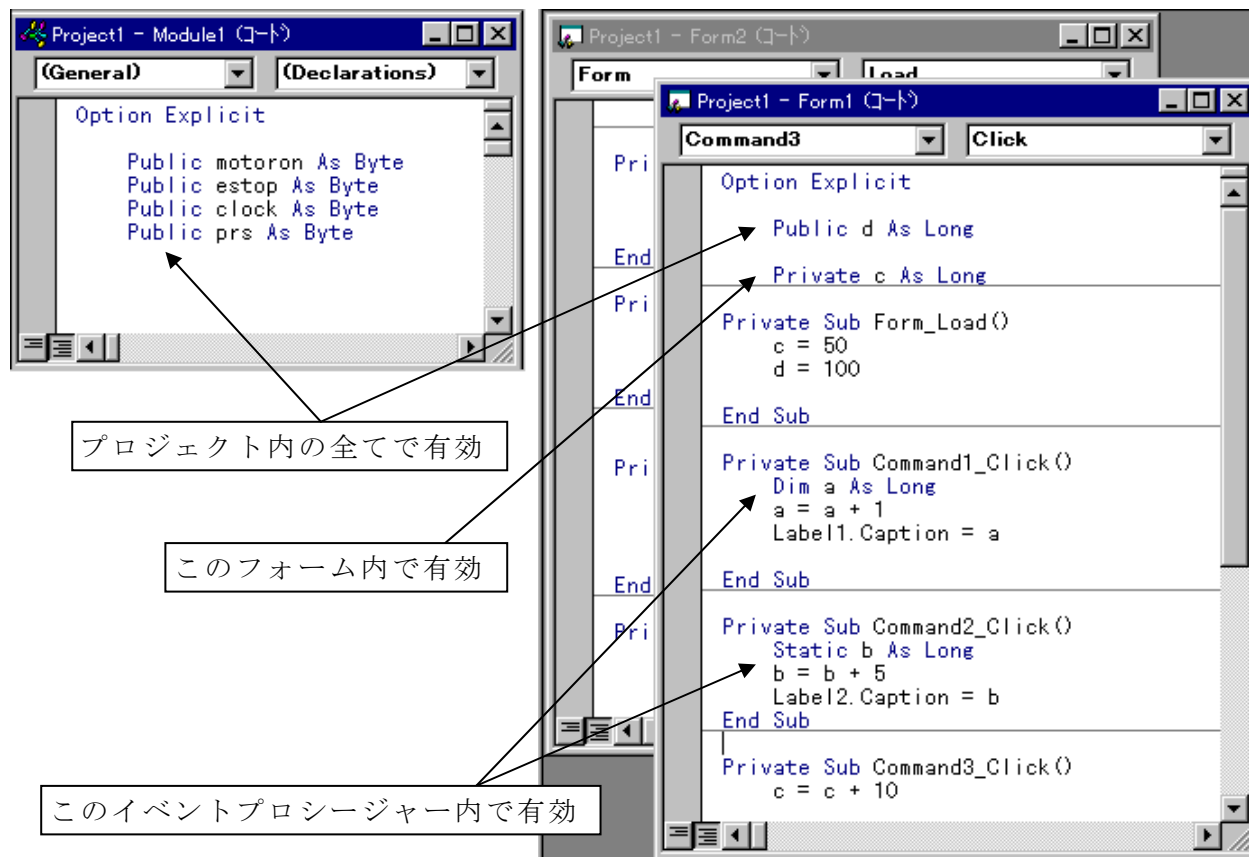 Project1 - Module1 (コード)
(General)
(Declarations)
Option Explicit
Public motoron As Byte
Public estop As Byte
Public clock As Byte
Public prs As Byte
Project1 - Form2 (コード)
Form
Load
Pri
End
Pri
End
Pri
End
Pri
Project1 - Form1 (コード)
Command3
Click
Option Explicit
Public d As Long
Private c As Long
Private Sub Form_Load()
c = 50
d = 100
End Sub
Private Sub Command1_Click()
Dim a As Long
a = a + 1
Label1.Caption = a
End Sub
Private Sub Command2_Click()
Static b As Long
b = b + 5
Label2.Caption = b
End Sub
Private Sub Command3_Click()
c = c + 10
プロジェクト内の全てで有効
このフォーム内で有効
このイベントプロシージャー内で有効